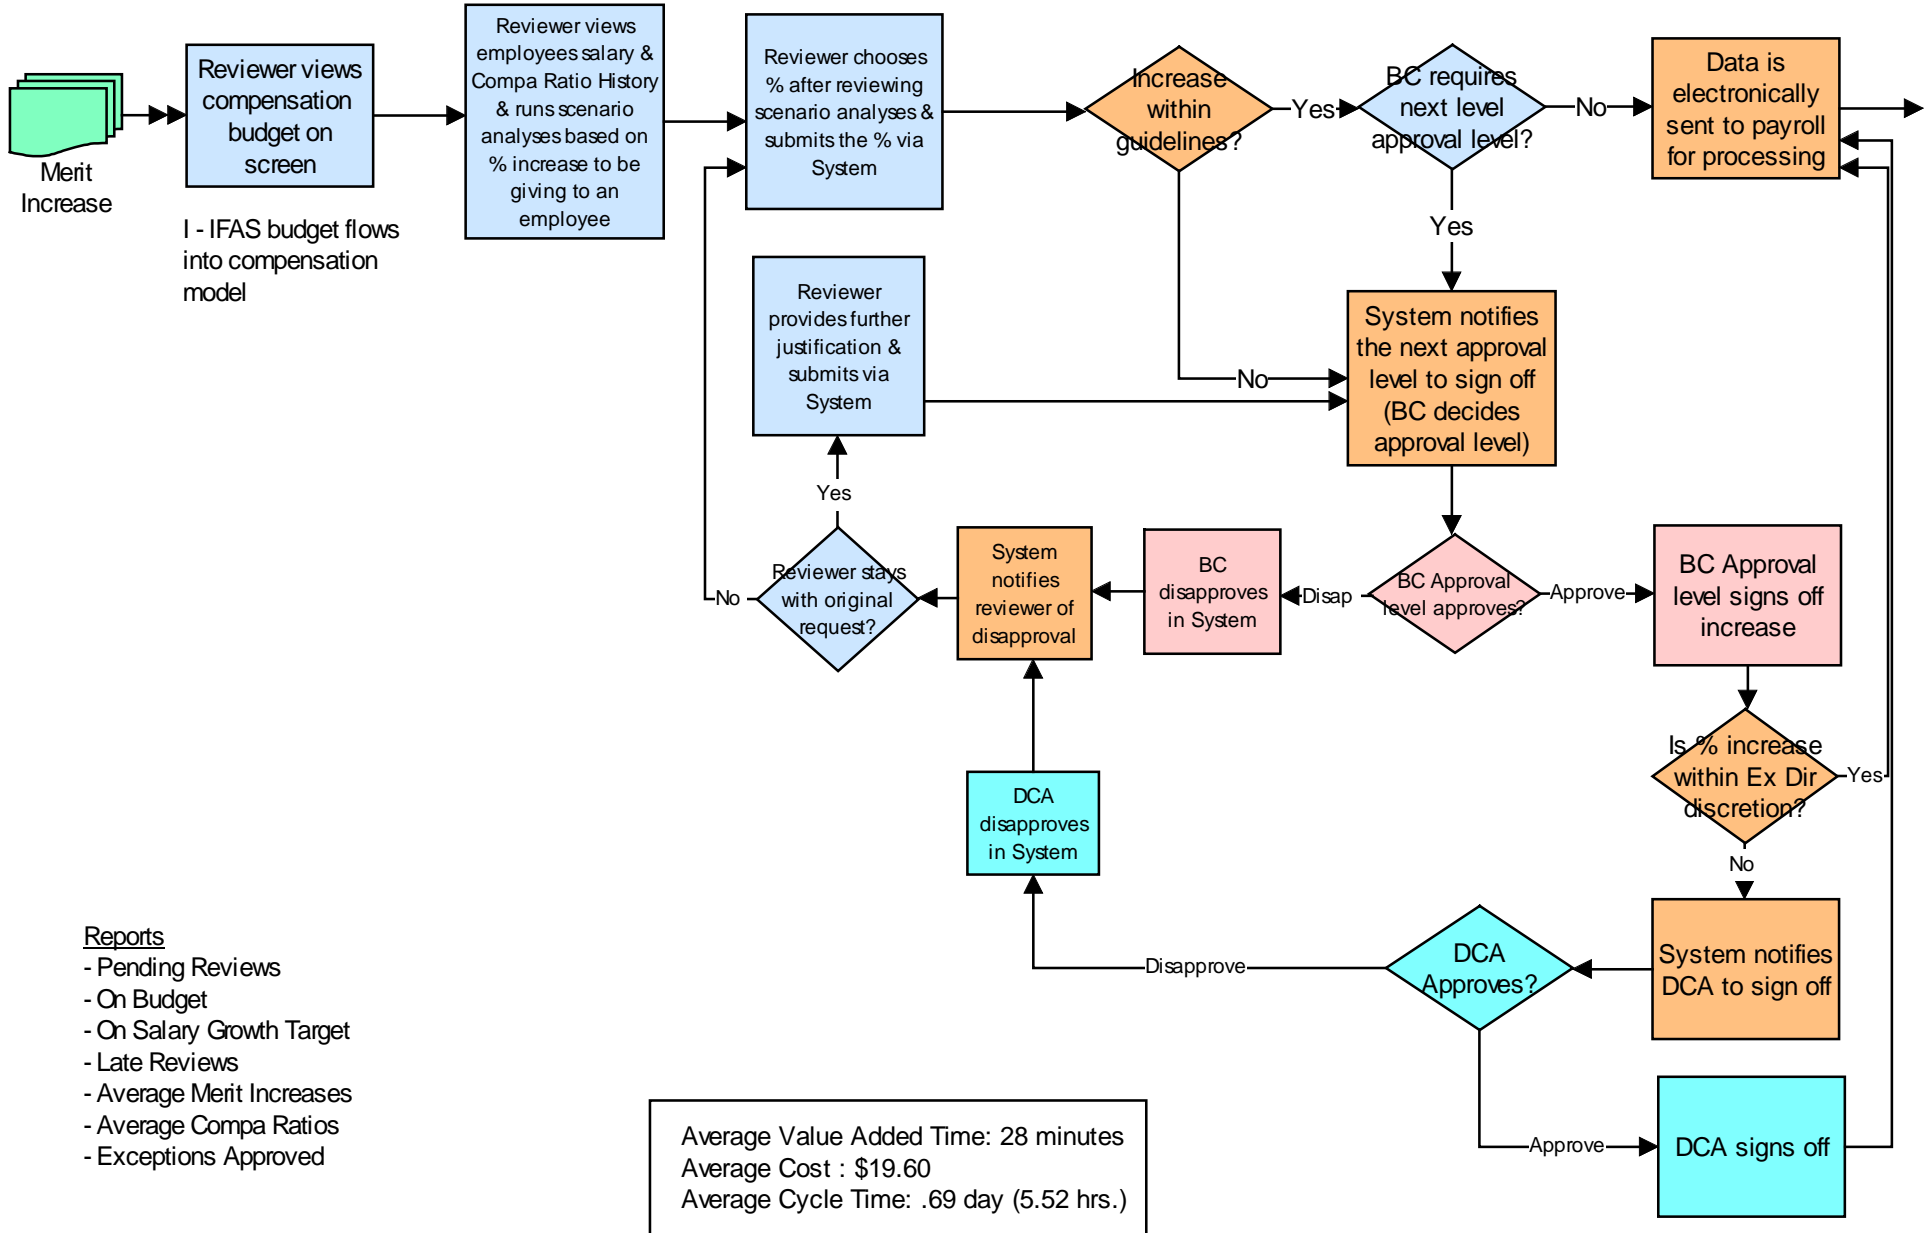 Merit
Increase
Reviewer views
compensation
budget on
screen
I - IFAS budget flows
into compensation
model
Reviewer views
employees salary &
Compa Ratio History
& runs scenario
analyses based on
% increase to be
giving to an
employee
Reviewer chooses
% after reviewing
scenario analyses &
submits the % via
System
Increase
within
guidelines?
Yes
BC requires
next level
approval level?
No
Data is
electronically
sent to payroll
for processing
Yes
No
Reviewer
provides further
justification &
submits via
System
System notifies
the next approval
level to sign off
(BC decides
approval level)
Yes
Reviewer stays
with original
request?
No
System
notifies
reviewer of
disapproval
BC
disapproves
in System
Disap
BC Approval
level approves?
Approve
BC Approval
level signs off
increase
Is % increase
within Ex Dir
discretion?
Yes
No
DCA
disapproves
in System
Disapprove
DCA
Approves?
System notifies
DCA to sign off
Approve
DCA signs off
Reports
- Pending Reviews
- On Budget
- On Salary Growth Target
- Late Reviews
- Average Merit Increases
- Average Compa Ratios
- Exceptions Approved
Average Value Added Time: 28 minutes
Average Cost : $19.60
Average Cycle Time: .69 day (5.52 hrs.)